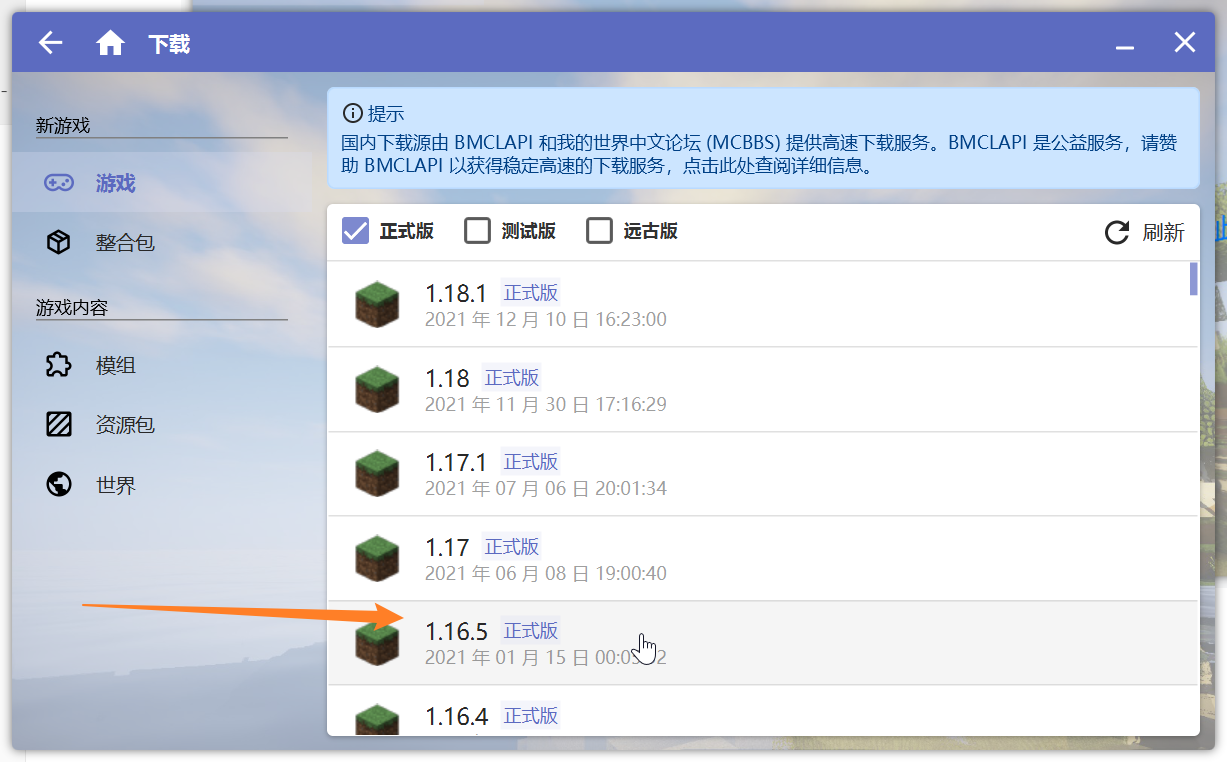 下载
新游戏
游戏
整合包
游戏内容
模组
资源包
世界
提示
国内下载源由 BMCLAPI 和我的世界中文论坛 (MCBBS) 提供高速下载服务。BMCLAPI 是公益服务，请赞
助 BMCLAPI 以获得稳定高速的下载服务，点击此处查阅详细信息。
正式版 测试版 远古版 刷新
1.18.1 正式版
2021 年 12 月 10 日 16:23:00
1.18 正式版
2021 年 11 月 30 日 17:16:29
1.17.1 正式版
2021 年 07 月 06 日 20:01:34
1.17 正式版
2021 年 06 月 08 日 19:00:40
1.16.5 正式版
2021 年 01 月 15 日
1.16.4 正式版